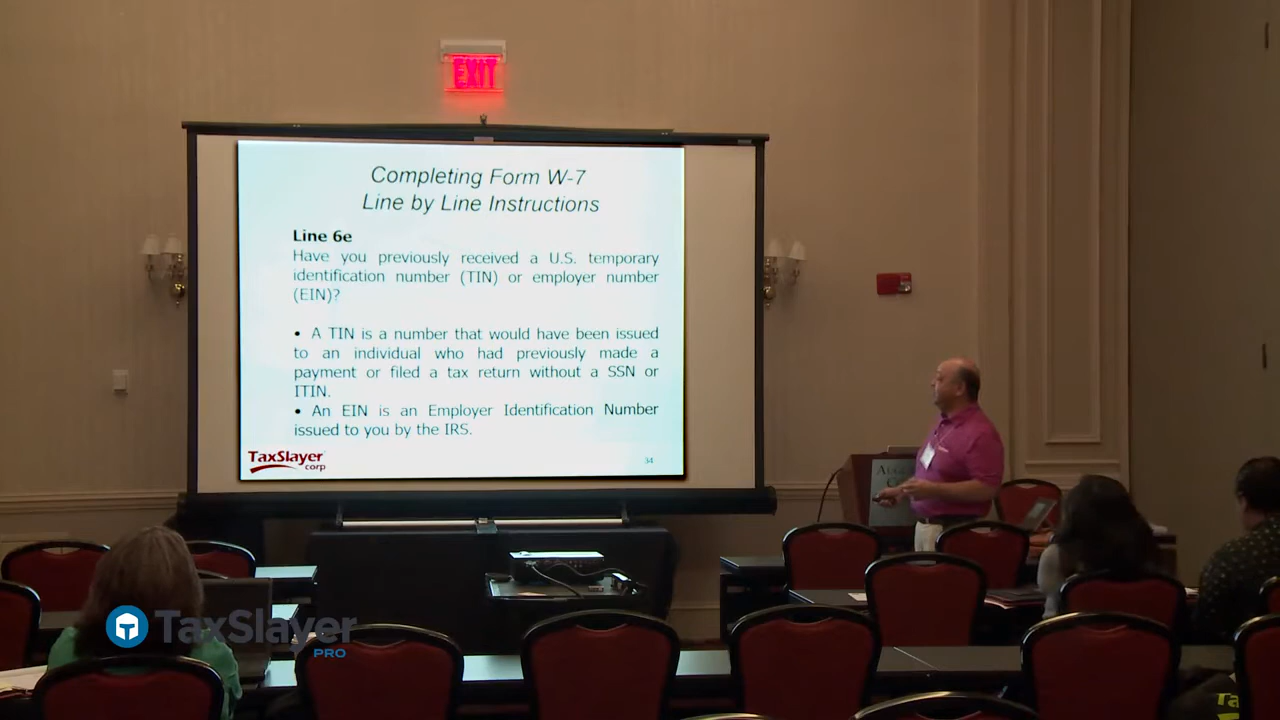 EXIT
Completing Form W-7
Line by Line Instructions
Line 6e
Have you previously received a U.S. temporary
identification number (TIN) or employer number
(EIN)?
• A TIN is a number that would have been issued
to an individual who had previously made a
payment or filed a tax return without a SSN or
ITIN.
• An EIN is an Employer Identification Number
issued to you by the IRS.
TaxSlayer
corp
34
TaxSlayer
PRO